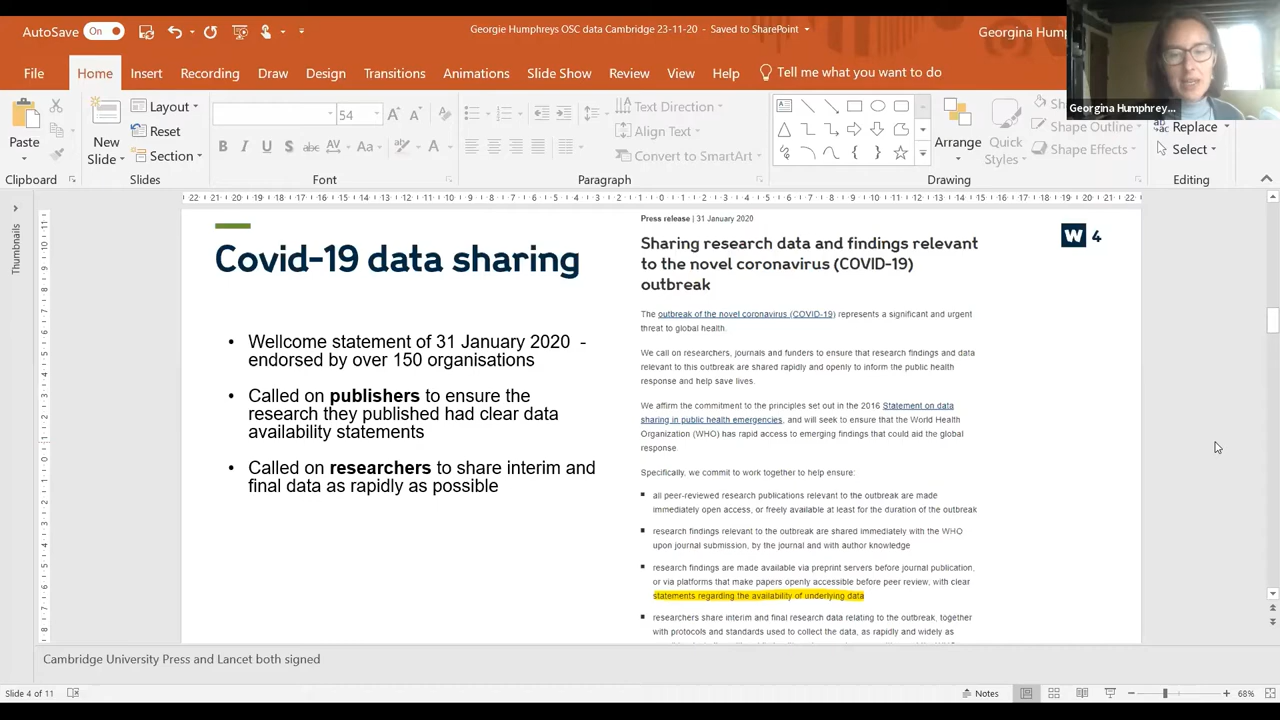 AutoSave On
Georgie Humphreys OSC data Cambridge 23-11-20 - Saved to SharePoint
Georgina Hump
Georgina Humphrey...
File Home Insert Recording Draw Design Transitions Animations Slide Show Review View Help Tell me what you want to do
Paste
New
Slide
Layout
Reset
Section
54
Text Direction
Align Text
Convert to SmartArt
Arrange
Quick
Styles
Shape Outline
Shape Effects
Replace
Select
Clipboard Slides Font Paragraph Drawing Editing
Thumbnails
Covid-19 data sharing
• Wellcome statement of 31 January 2020 -
endorsed by over 150 organisations
• Called on publishers to ensure the
research they published had clear data
availability statements
• Called on researchers to share interim and
final data as rapidly as possible
Press release | 31 January 2020
W 4
Sharing research data and findings relevant
to the novel coronavirus (COVID-19)
outbreak
The outbreak of the novel coronavirus (COVID-19) represents a significant and urgent
threat to global health.
We call on researchers, journals and funders to ensure that research findings and data
relevant to this outbreak are shared rapidly and openly to inform the public health
response and help save lives.
We affirm the commitment to the principles set out in the 2016 Statement on data
sharing in public health emergencies, and will seek to ensure that the World Health
Organization (WHO) has rapid access to emerging findings that could aid the global
response
Specifically, we commit to work together to help ensure:
all peer-reviewed research publications relevant to the outbreak are made
immediately open access, or freely available at least for the duration of the outbreak
research findings relevant to the outbreak are shared immediately with the WHO
upon journal submission, by the journal and with author knowledge
research findings are made available via preprint servers before journal publication,
or via platforms that make papers openly accessible before peer review, with clear
statements regarding the availability of underlying data
researchers share interim and final research data relating to the outbreak, together
with protocols and standards used to collect the data, as rapidly and widely as
Cambridge University Press and Lancet both signed
Slide 4 of 11
Notes
68%